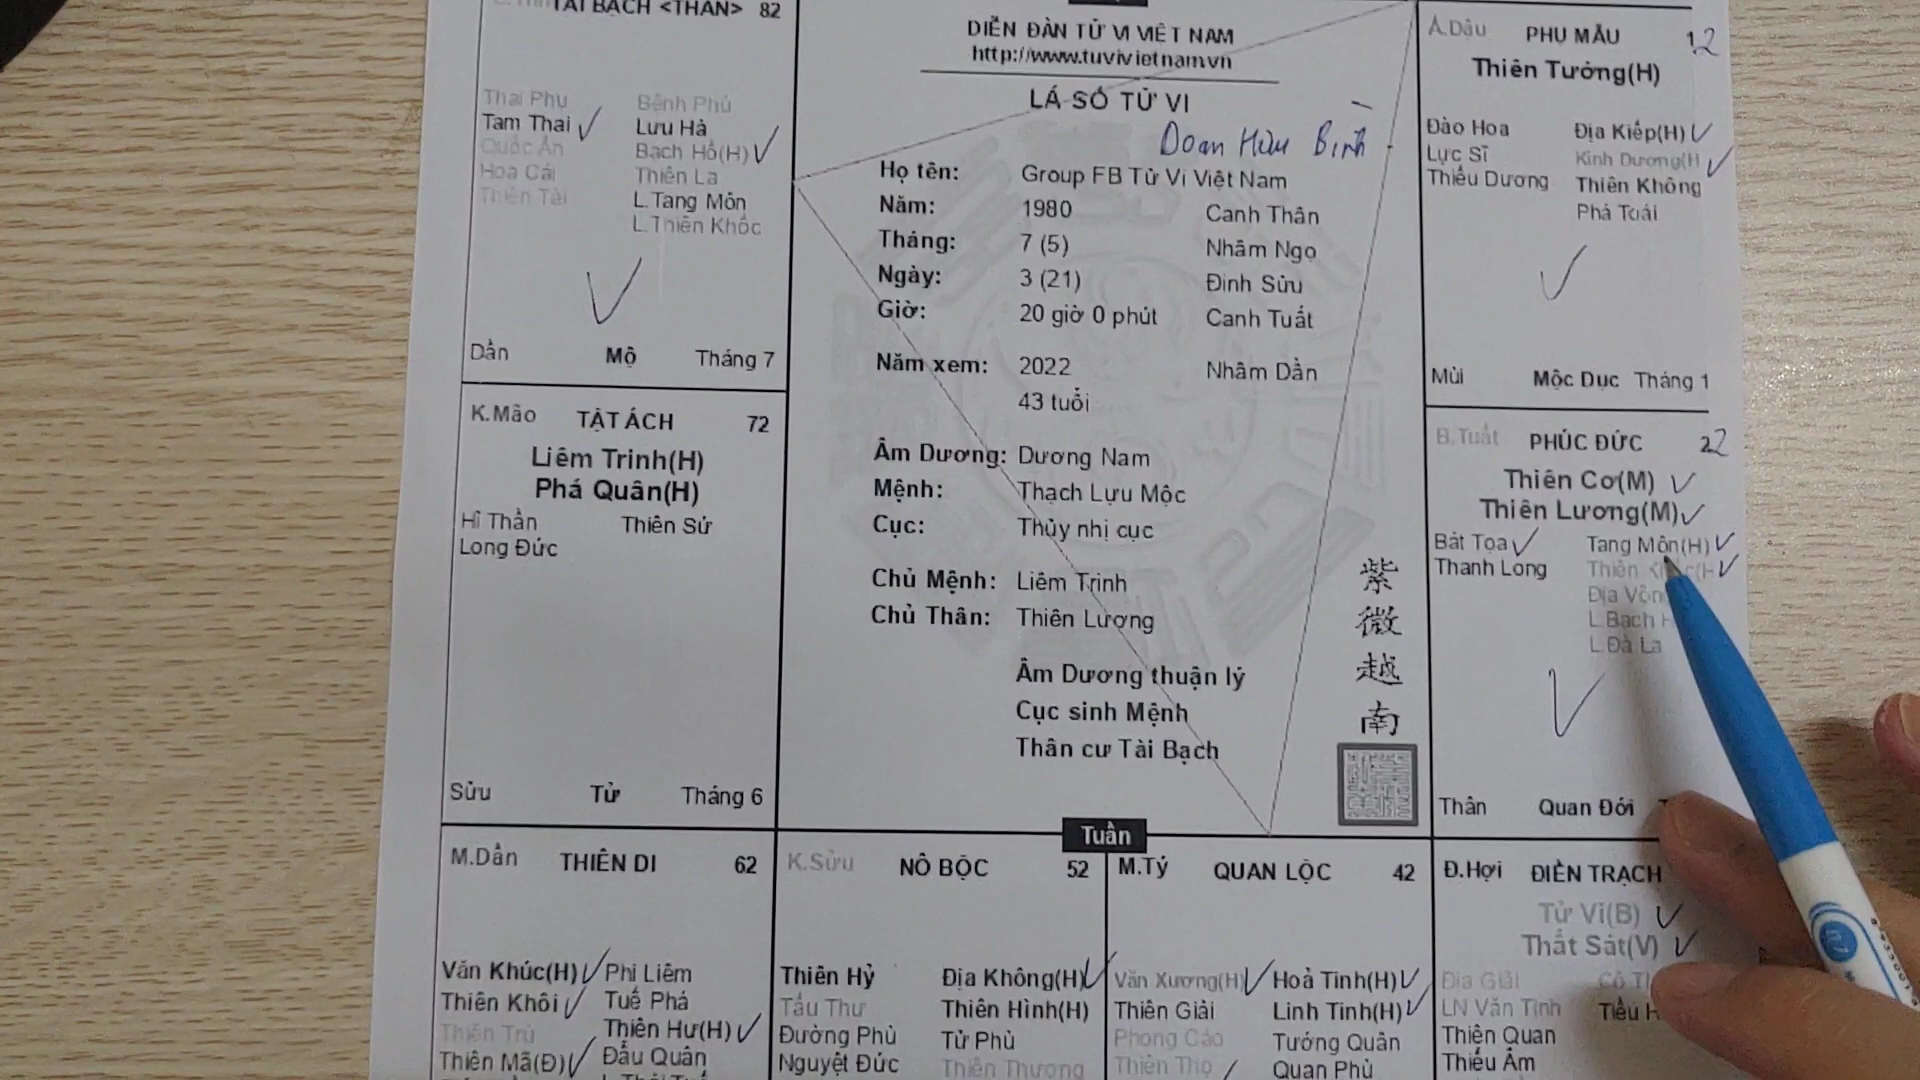 TÀI BẠCH <THÂN> 82
Thai Phụ Bệnh Phù
Tam Thai Lưu Hà
Quốc Ấn Bạch Hổ(H)
Hoa Cái Thiên La
Thiên Tài L.Tang Môn
L.Thiên Khốc
Dần Mộ Tháng 7
K.Mão TẬT ÁCH 72
Liêm Trinh(H)
Phá Quân(H)
Hỉ Thần Thiên Sứ
Long Đức
Sửu Tử Tháng 6
DIỄN ĐÀN TỬ VI VIỆT NAM
http://www.tuvivietnam.vn
LÁ SỐ TỬ VI
Doan Hữu Bình
Họ tên: Group FB Tử Vi Việt Nam
Năm: 1980 Canh Thân
Tháng: 7 (5) Nhâm Ngọ
Ngày: 3 (21) Đinh Sửu
Giờ: 20 giờ 0 phút Canh Tuất
Năm xem: 2022 Nhâm Dần
43 tuổi
Âm Dương: Dương Nam
Mệnh: Thạch Lựu Mộc
Cục: Thủy nhị cục
Chủ Mệnh: Liêm Trinh
Chủ Thân: Thiên Lương
Âm Dương thuận lý
Cục sinh Mệnh
Thân cư Tài Bạch
紫
微
越
南
Ấ.Dậu PHỤ MẪU 12
Thiên Tướng(H)
Đào Hoa Địa Kiếp(H)
Lực Sĩ Kình Dương(H
Thiếu Dương Thiên Không
Phá Toái
Mùi Mộc Dục Tháng 1
B.Tuất PHÚC ĐỨC 22
Thiên Cơ(M)
Thiên Lương(M)
Bát Tọa Tang Môn(H)
Thanh Long Thiên
L.Bạch
L.Đà La
Thân Quan Đới
Tuần
M.Dần THIÊN DI 62
Văn Khúc(H) Phi Liêm
Thiên Khôi Tuế Phá
Thiên Trù Thiên Hư(H)
Thiên Mã(Đ) Đẩu Quân
K.Sửu NÔ BỘC 52
Thiên Hỷ Địa Không(H)
Tấu Thư Thiên Hình(H)
Đường Phù Tử Phù
Nguyệt Đức Thiên Thương
M.Tý QUAN LỘC 42
Văn Xương(H) Hoả Tinh(H)
Thiên Giải Linh Tinh(H)
Phong Cáo Tướng Quân
Thiên Thọ Quan Phù
Đ.Hợi ĐIỀN TRẠCH
Tử Vi(B)
Thất Sát(V)
Địa Giải
LN Văn Tinh
Thiên Quan
Thiếu Âm